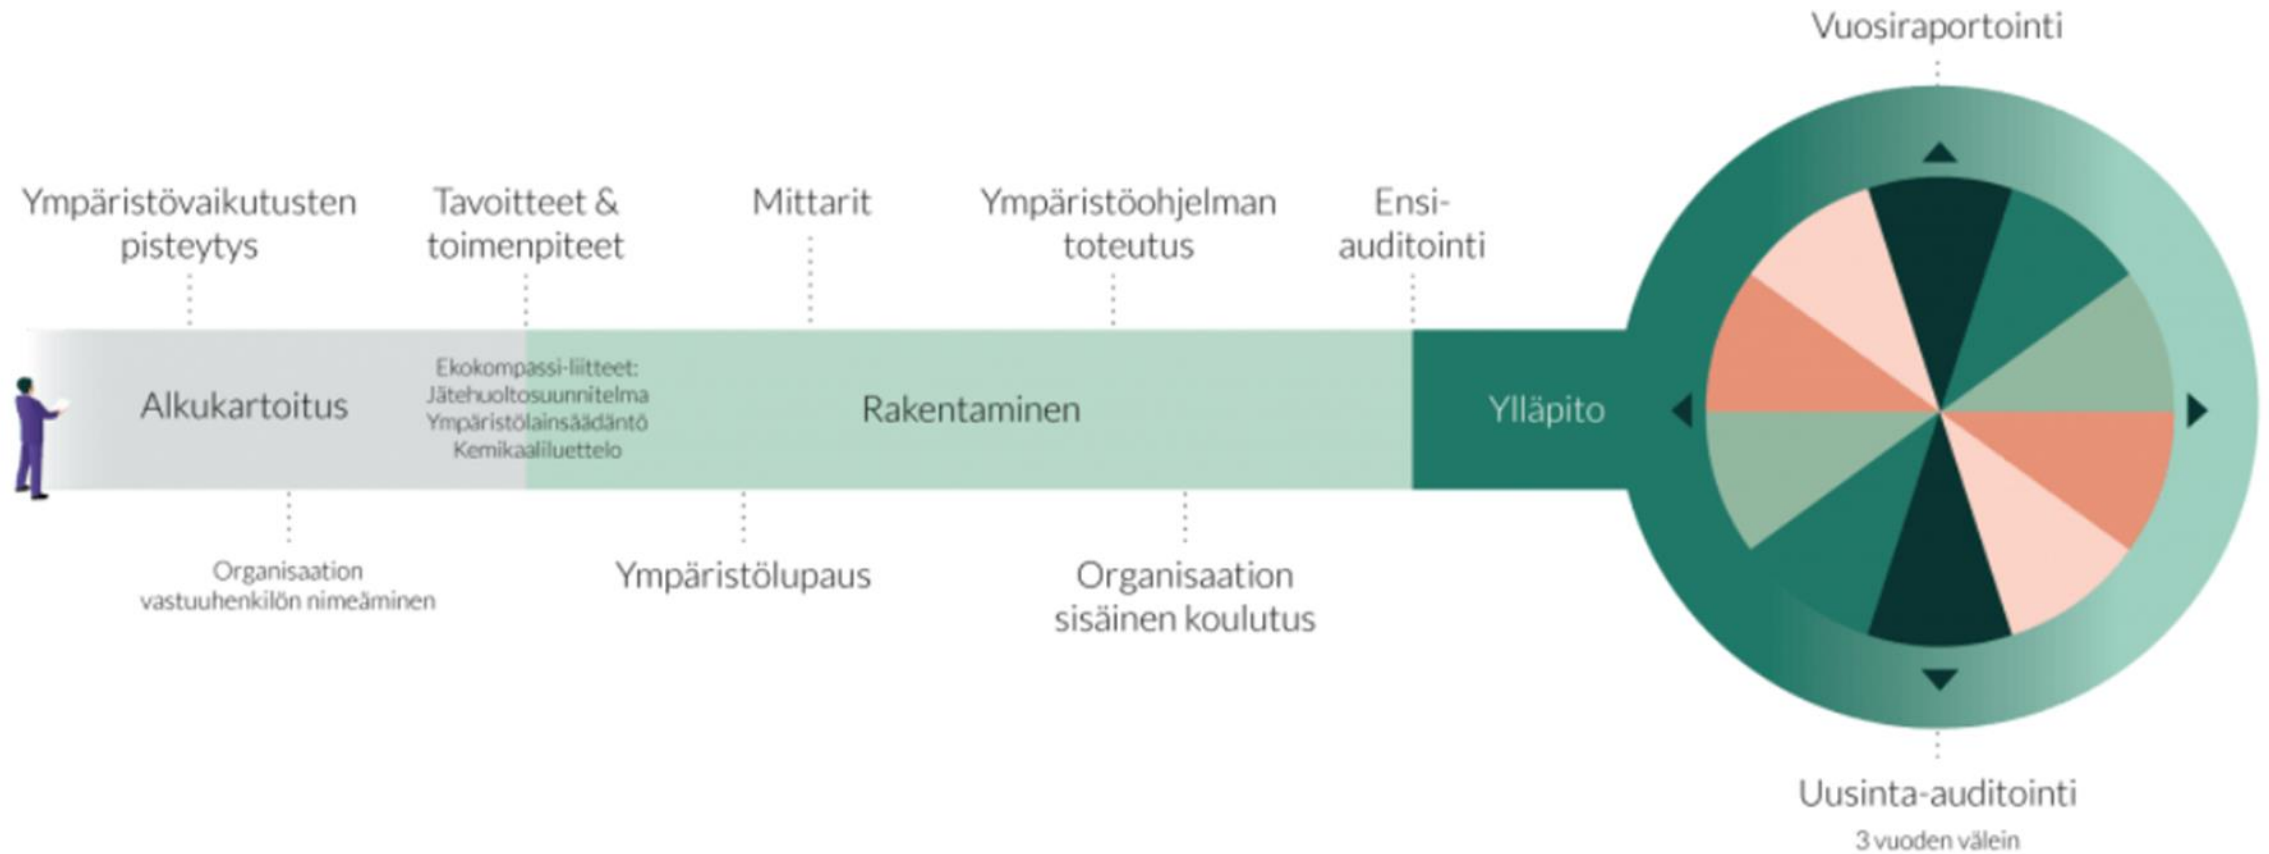 Vuosiraportointi
Ympäristövaikutusten
pisteytys
Tavoitteet &
toimenpiteet
Mittarit
Ympäristöohjelman
toteutus
Ensi-
auditointi
Alkukartoitus
Ekokompassi-liitteet:
Jätehuoltosuunnitelma
Ympäristölainsäädäntö
Kemikaaliluettelo
Rakentaminen
Ylläpito
Organisaation
vastuuhenkilön nimeäminen
Ympäristölupaus
Organisaation
sisäinen koulutus
Uusinta-auditointi
3 vuoden välein